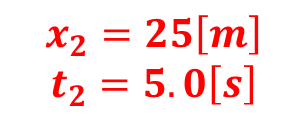 x₂ = 25[m]
t₂ = 5.0[s]